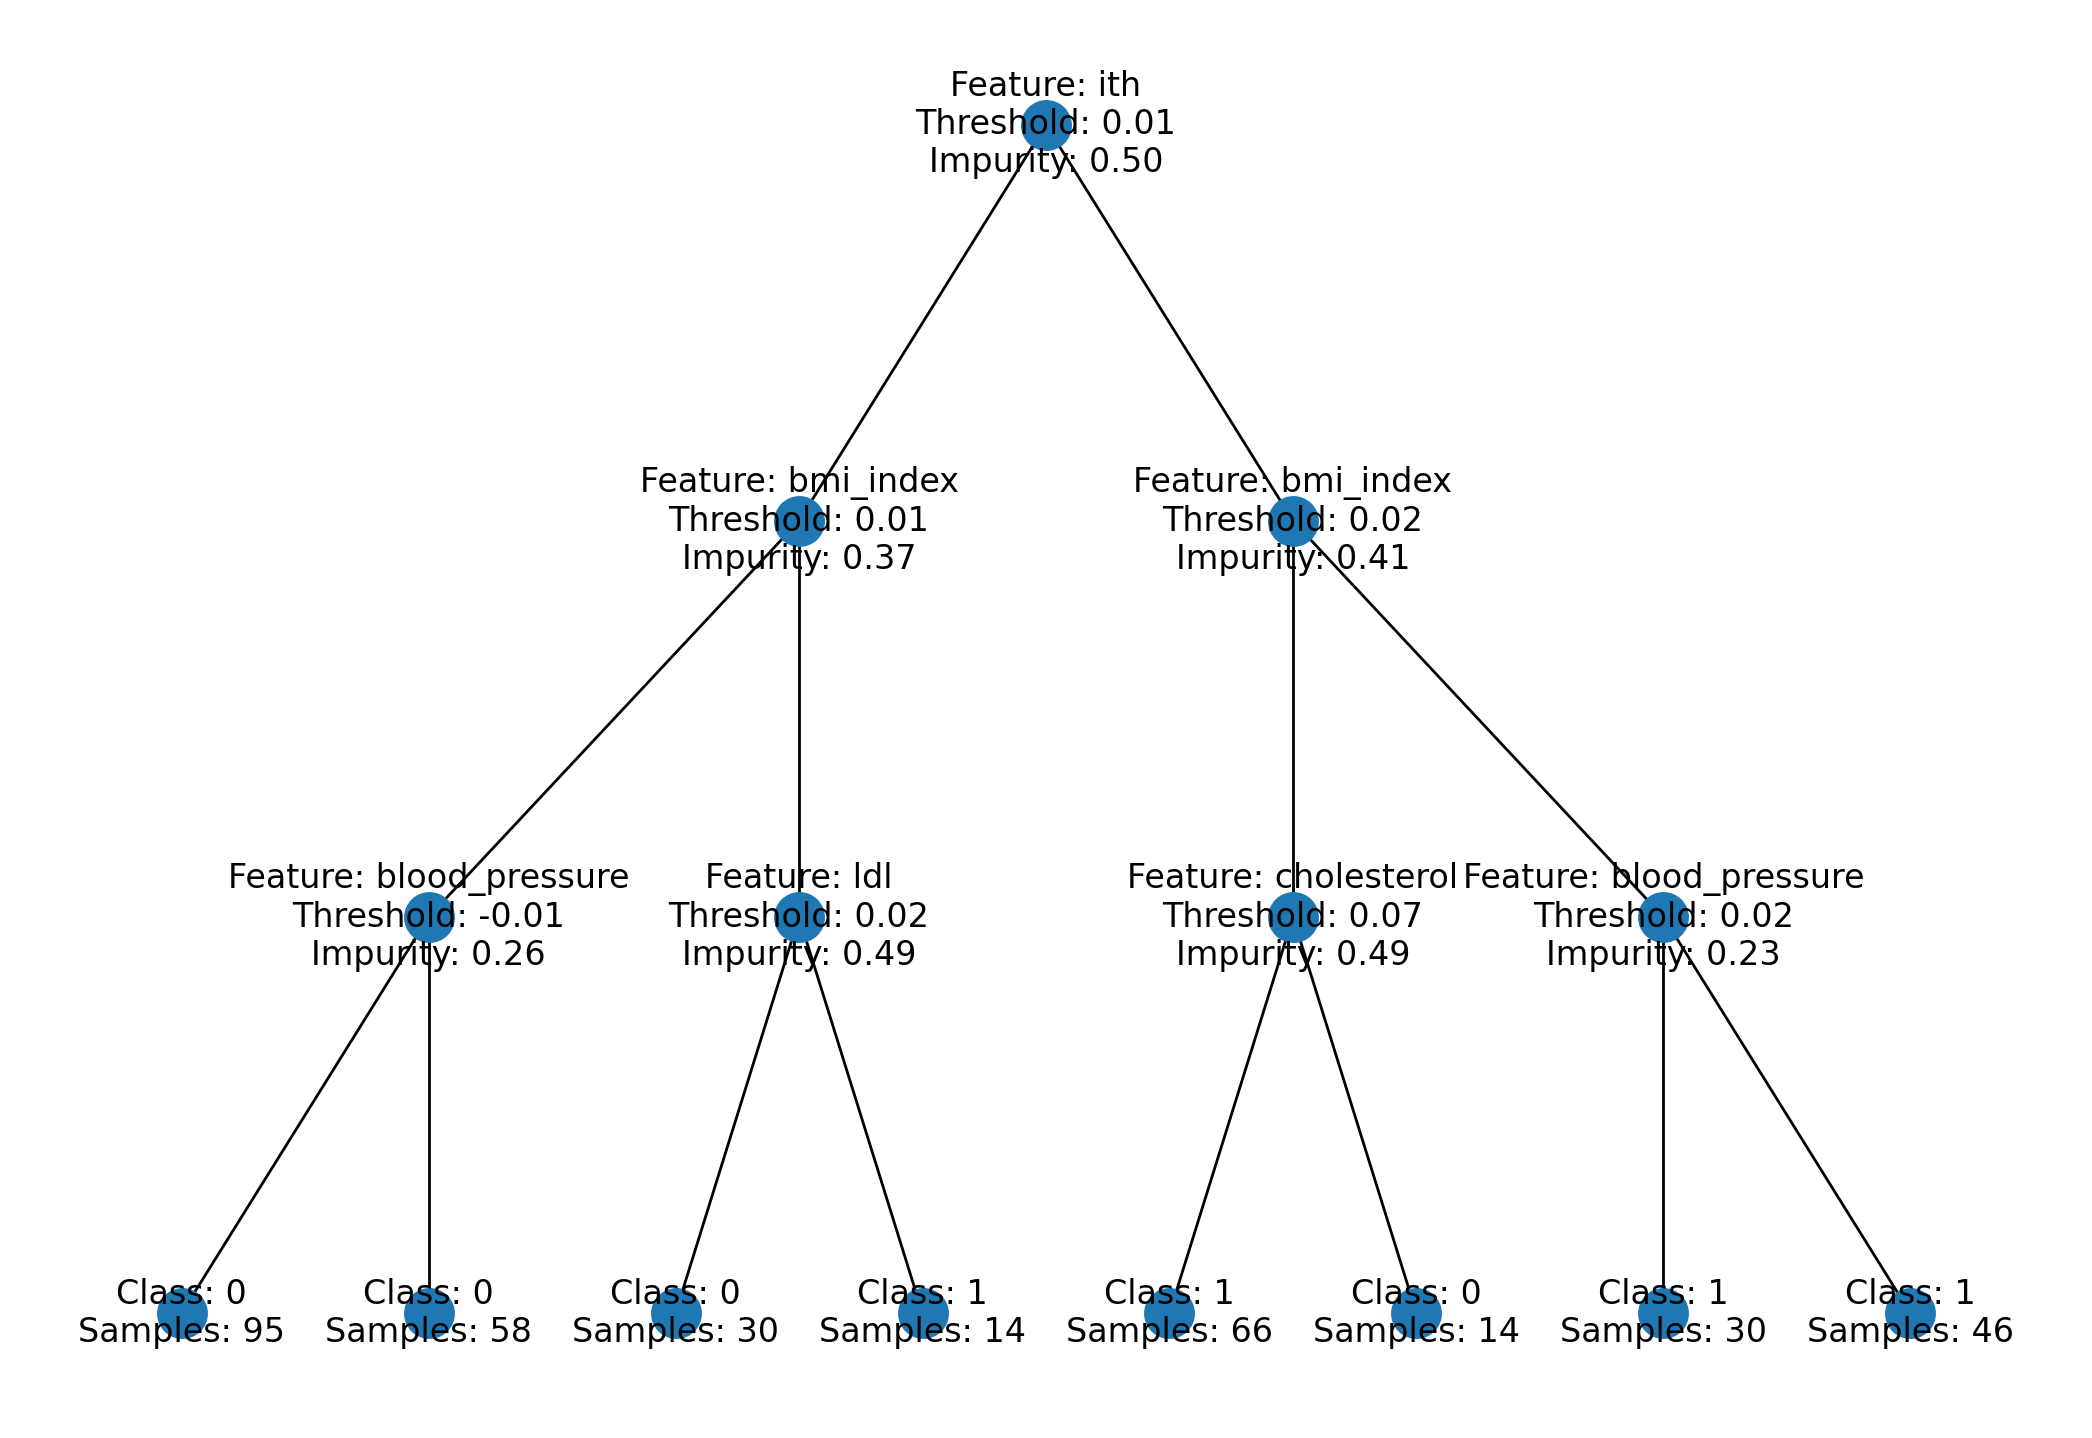 Feature: ith
Threshold: 0.01
Impurity: 0.50
Feature: bmi_index
Threshold: 0.01
Impurity: 0.37
Feature: bmi_index
Threshold: 0.02
Impurity: 0.41
Feature: blood_pressure
Threshold: -0.01
Impurity: 0.26
Feature: ldl
Threshold: 0.02
Impurity: 0.49
Feature: cholesterol
Threshold: 0.07
Impurity: 0.49
Feature: blood_pressure
Threshold: 0.02
Impurity: 0.23
Class: 0
Samples: 95
Class: 0
Samples: 58
Class: 0
Samples: 30
Class: 1
Samples: 14
Class: 1
Samples: 66
Class: 0
Samples: 14
Class: 1
Samples: 30
Class: 1
Samples: 46